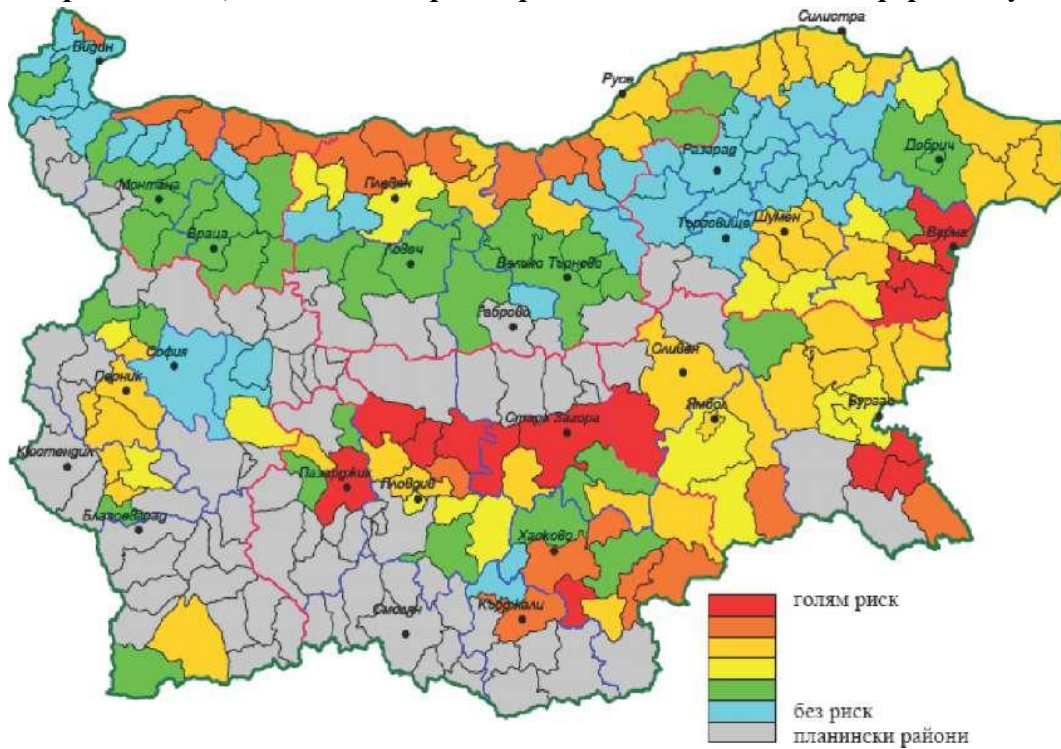 Силистра
Видин
Русе
Добрич
Разград
Монтана
Плевен
Шумен
Търговище
Варна
Враца
Ловеч
Велико Търново
Габрово
София
Сливен
Перник
Ямбол
Бургас
Стара Загора
Кюстендил
Пазарджик
Пловдив
Благоевград
Хасково
Смолян
Кърджали
голям риск
без риск
планински райони